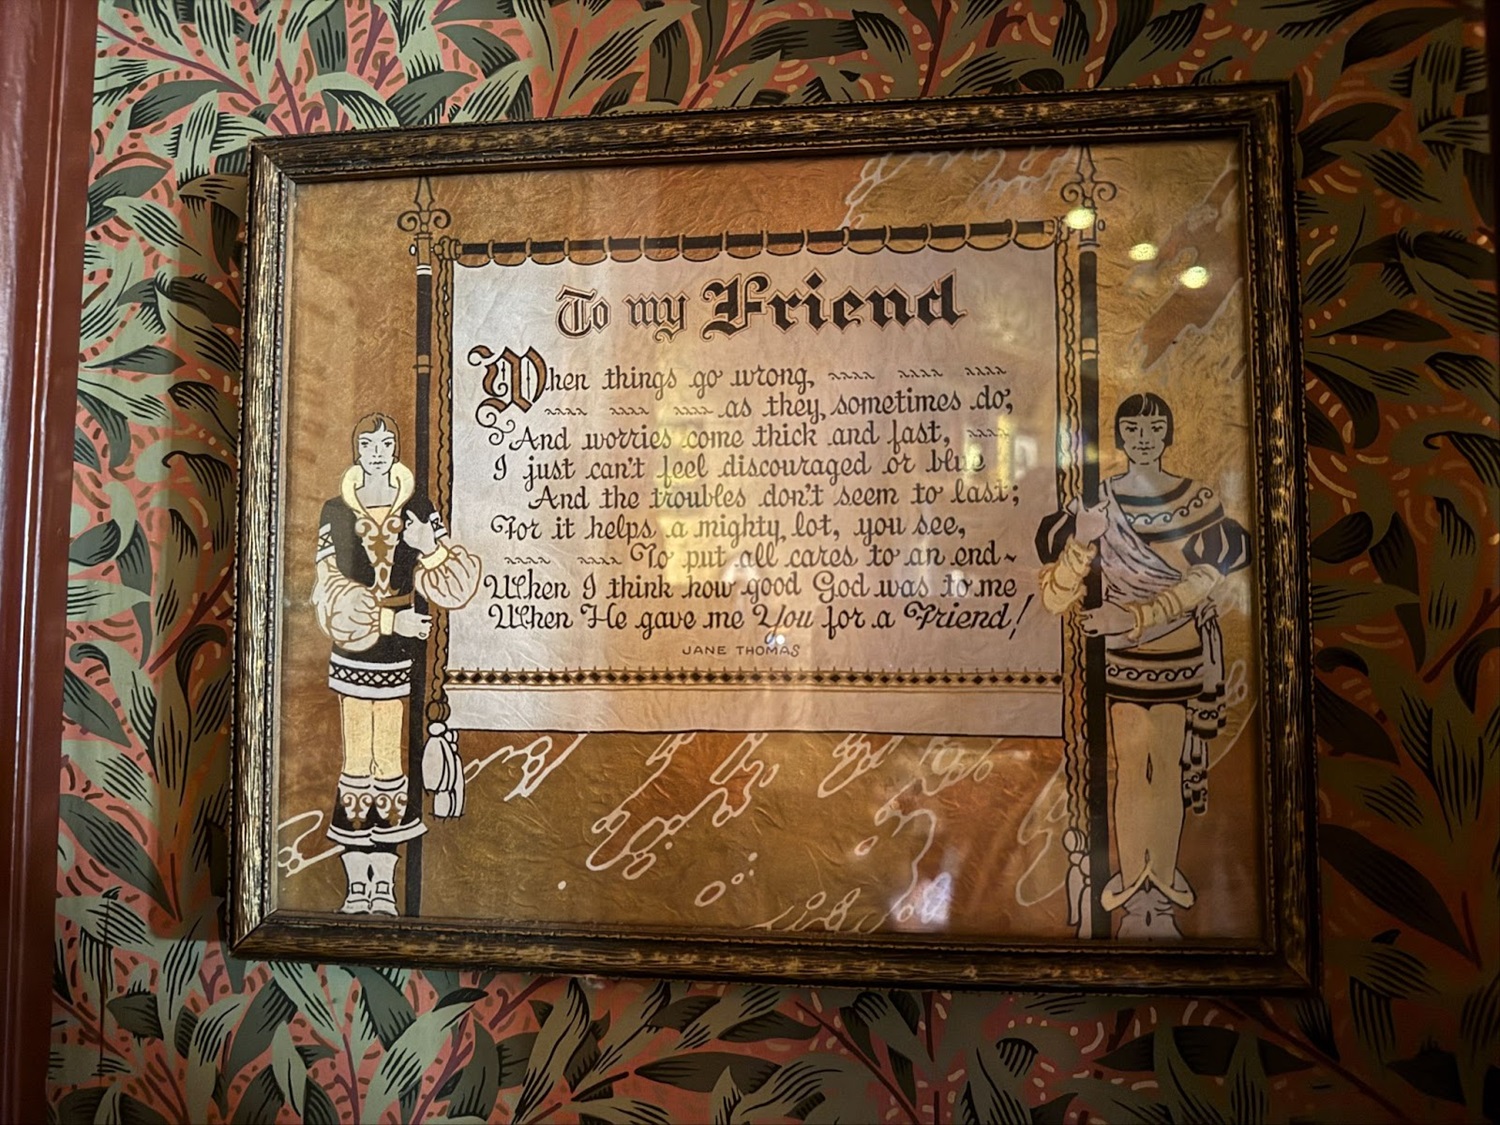 To my Friend
When things go wrong,
as they sometimes do,
And worries come thick and fast,
I just can't feel discouraged or blue
And the troubles don't seem to last;
For it helps a mighty lot, you see,
To put all cares to an end~
When I think how good God was to me
When He gave me You for a Friend!
JANE THOMAS